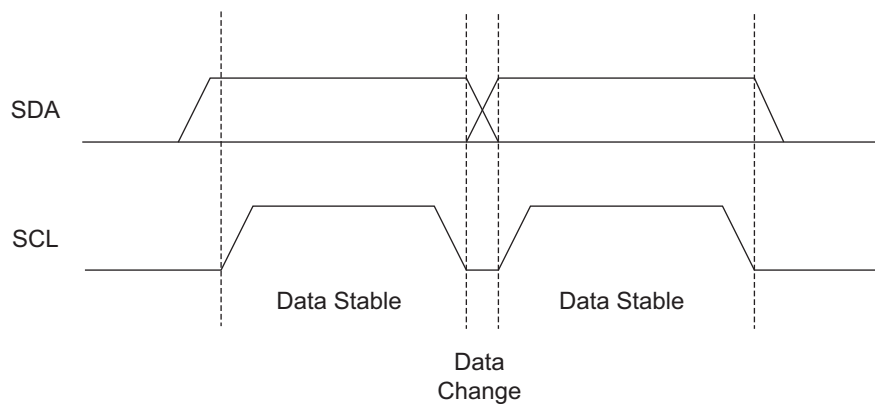 SDA
SCL
Data Stable
Data Stable
Data
Change